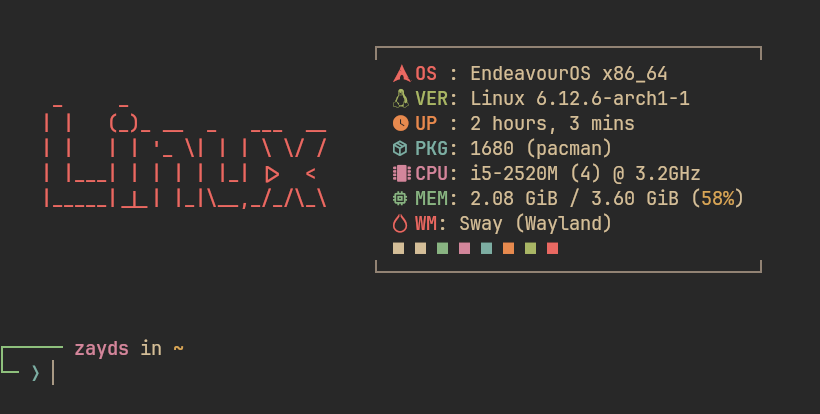 Linux
OS : EndeavourOS x86_64
VER: Linux 6.12.6-arch1-1
UP : 2 hours, 3 mins
PKG: 1680 (pacman)
CPU: i5-2520M (4) @ 3.2GHz
MEM: 2.08 GiB / 3.60 GiB (58%)
WM: Sway (Wayland)
zayds in ~
❯